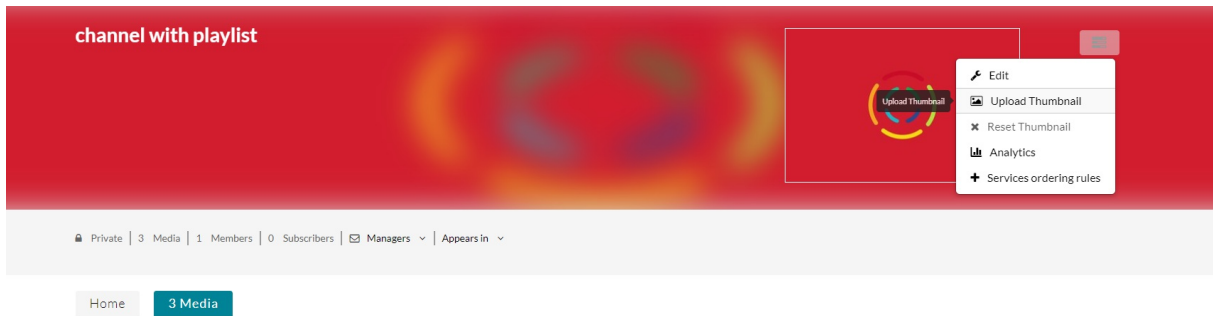 channel with playlist
Edit
Upload Thumbnail
Upload Thumbnail
Reset Thumbnail
Analytics
Services ordering rules
Private | 3 Media | 1 Members | 0 Subscribers | Managers | Appears in
Home
3 Media